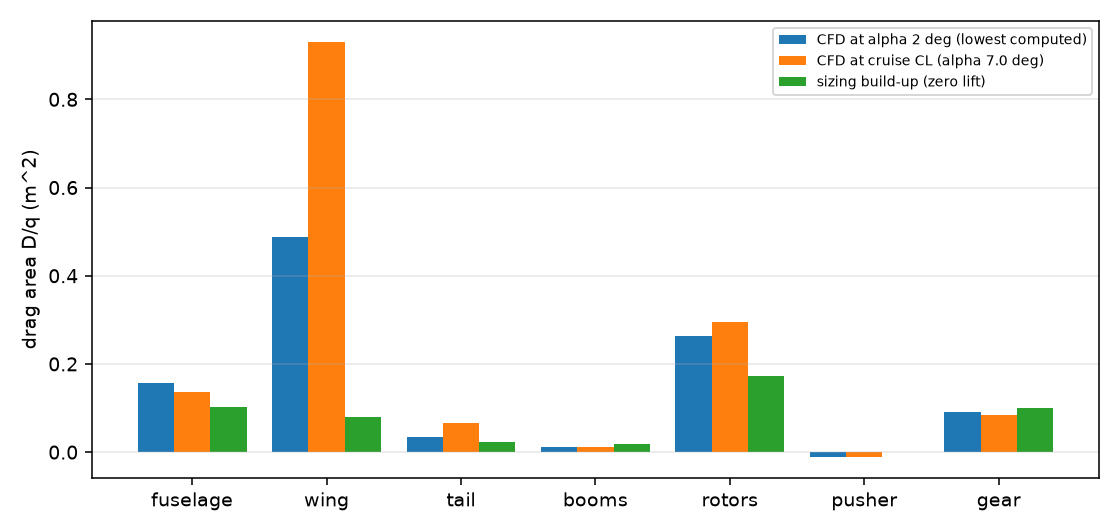 CFD at alpha 2 deg (lowest computed)
CFD at cruise CL (alpha 7.0 deg)
sizing build-up (zero lift)
drag area D/q (m^2)
0.8
0.6
0.4
0.2
0.0
fuselage wing tail booms rotors pusher gear